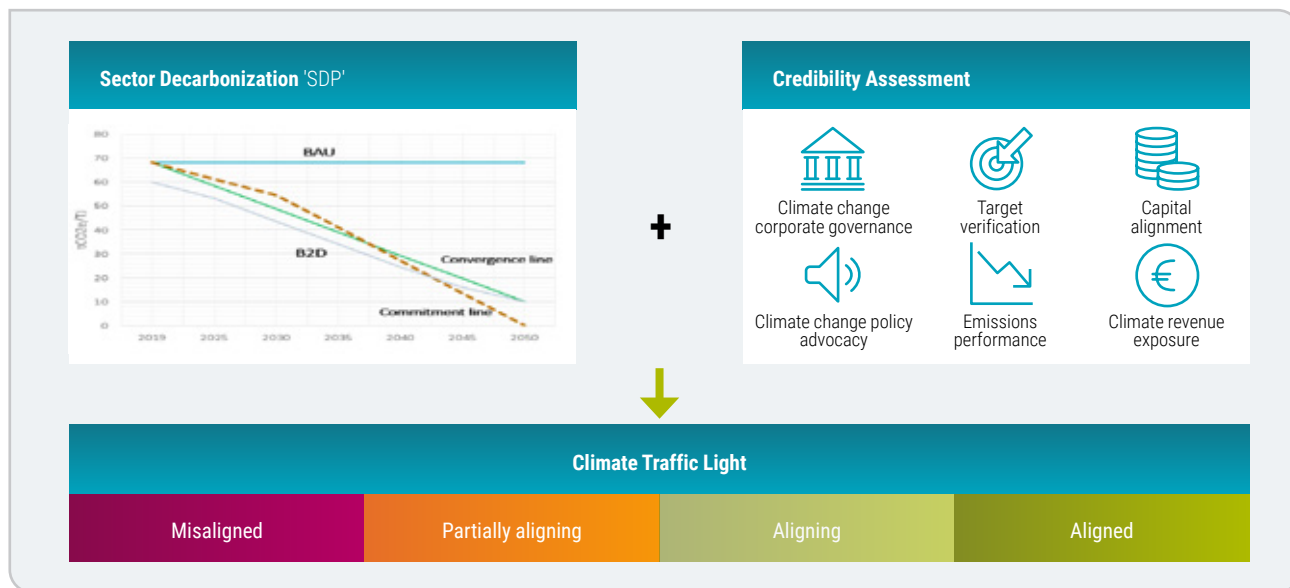 Sector Decarbonization 'SDP'
80
70
60
50
40
30
20
10
0
tCO2e/TJ
BAU
B2D
Convergence line
Commitment line
2019 2025 2030 2035 2040 2045 2050
+
Credibility Assessment
Climate change
corporate governance
Target
verification
Capital
alignment
Climate change policy
advocacy
Emissions
performance
€
Climate revenue
exposure
Climate Traffic Light
Misaligned
Partially aligning
Aligning
Aligned